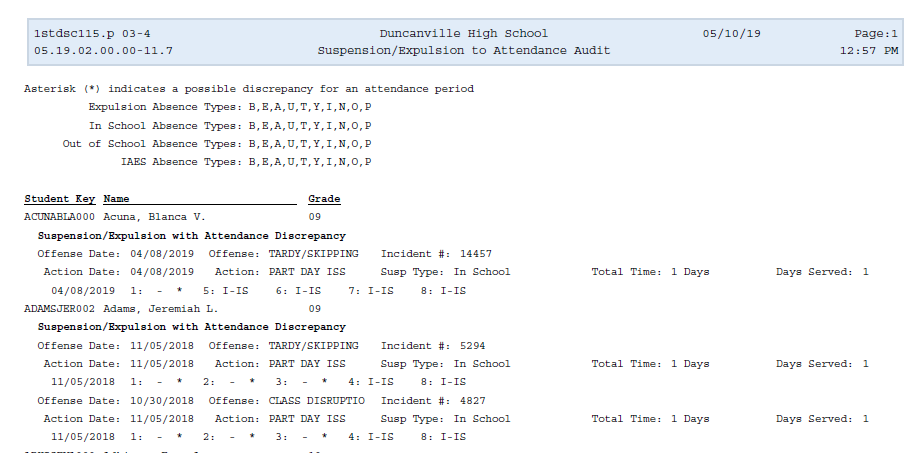 1stdsc115.p 03-4 Duncanville High School 05/10/19 Page:1
05.19.02.00.00-11.7 Suspension/Expulsion to Attendance Audit 12:57 PM
Asterisk (*) indicates a possible discrepancy for an attendance period
Expulsion Absence Types: B,E,A,U,T,Y,I,N,O,P
In School Absence Types: B,E,A,U,T,Y,I,N,O,P
Out of School Absence Types: B,E,A,U,T,Y,I,N,O,P
IAES Absence Types: B,E,A,U,T,Y,I,N,O,P
Student Key Name Grade
ACUNABLA000 Acuna, Blanca V. 09
Suspension/Expulsion with Attendance Discrepancy
Offense Date: 04/08/2019 Offense: TARDY/SKIPPING Incident #: 14457
Action Date: 04/08/2019 Action: PART DAY ISS Susp Type: In School Total Time: 1 Days Days Served: 1
04/08/2019 1: - * 5: I-IS 6: I-IS 7: I-IS 8: I-IS
ADAMSJER002 Adams, Jeremiah L. 09
Suspension/Expulsion with Attendance Discrepancy
Offense Date: 11/05/2018 Offense: TARDY/SKIPPING Incident #: 5294
Action Date: 11/05/2018 Action: PART DAY ISS Susp Type: In School Total Time: 1 Days Days Served: 1
11/05/2018 1: - * 2: - * 3: - * 4: I-IS 8: I-IS
Offense Date: 10/30/2018 Offense: CLASS DISRUPTIO Incident #: 4827
Action Date: 11/05/2018 Action: PART DAY ISS Susp Type: In School Total Time: 1 Days Days Served: 1
11/05/2018 1: - * 2: - * 3: - * 4: I-IS 8: I-IS